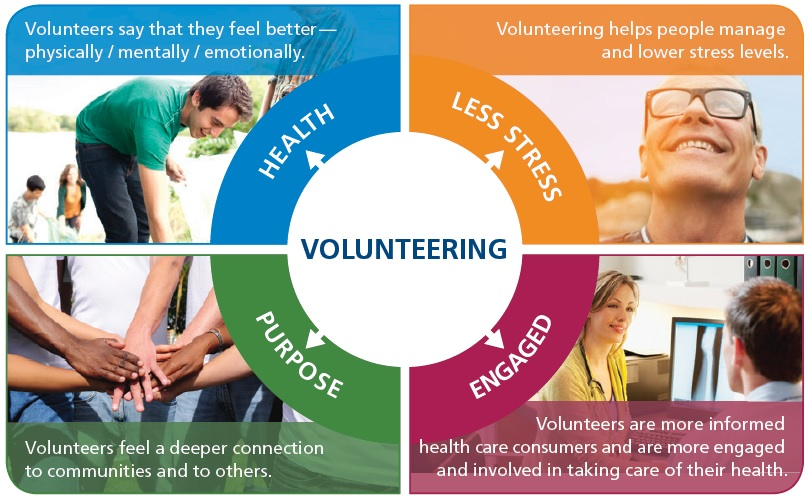 Volunteers say that they feel better—
physically / mentally / emotionally.
Volunteering helps people manage
and lower stress levels.
HEALTH
LESS STRESS
VOLUNTEERING
PURPOSE
ENGAGED
Volunteers feel a deeper connection
to communities and to others.
Volunteers are more informed
health care consumers and are more engaged
and involved in taking care of their health.